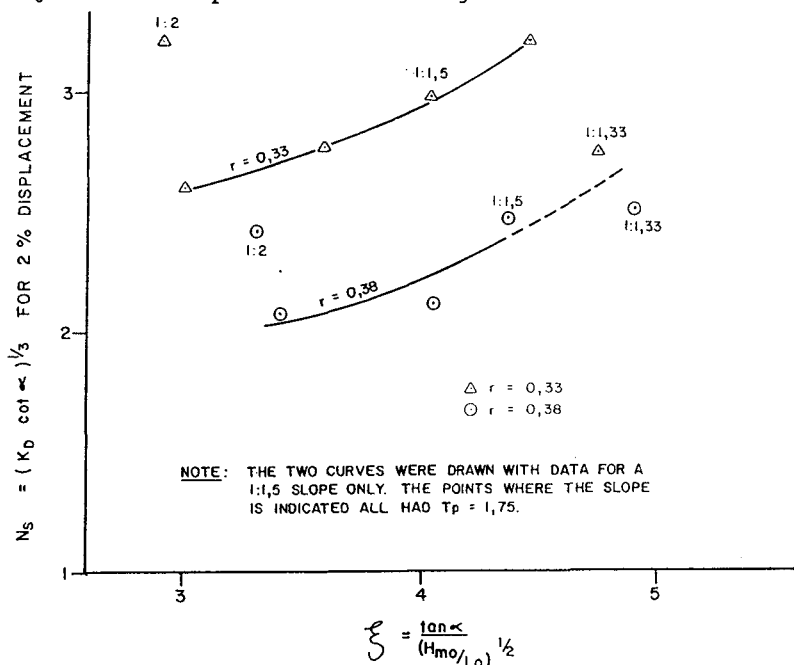 1:2
1:1,5
r = 0,33
1:1,33
1:1,5
1:2
1:1,33
r = 0,38
3
2
1
Ns = (KD cot ∝)1/3 FOR 2 % DISPLACEMENT
△ r = 0,33
⊙ r = 0,38
NOTE: THE TWO CURVES WERE DRAWN WITH DATA FOR A
1:1,5 SLOPE ONLY. THE POINTS WHERE THE SLOPE
IS INDICATED ALL HAD Tp = 1,75.
3 4 5
ξ = tan∝ / (Hmo/Lo) 1/2